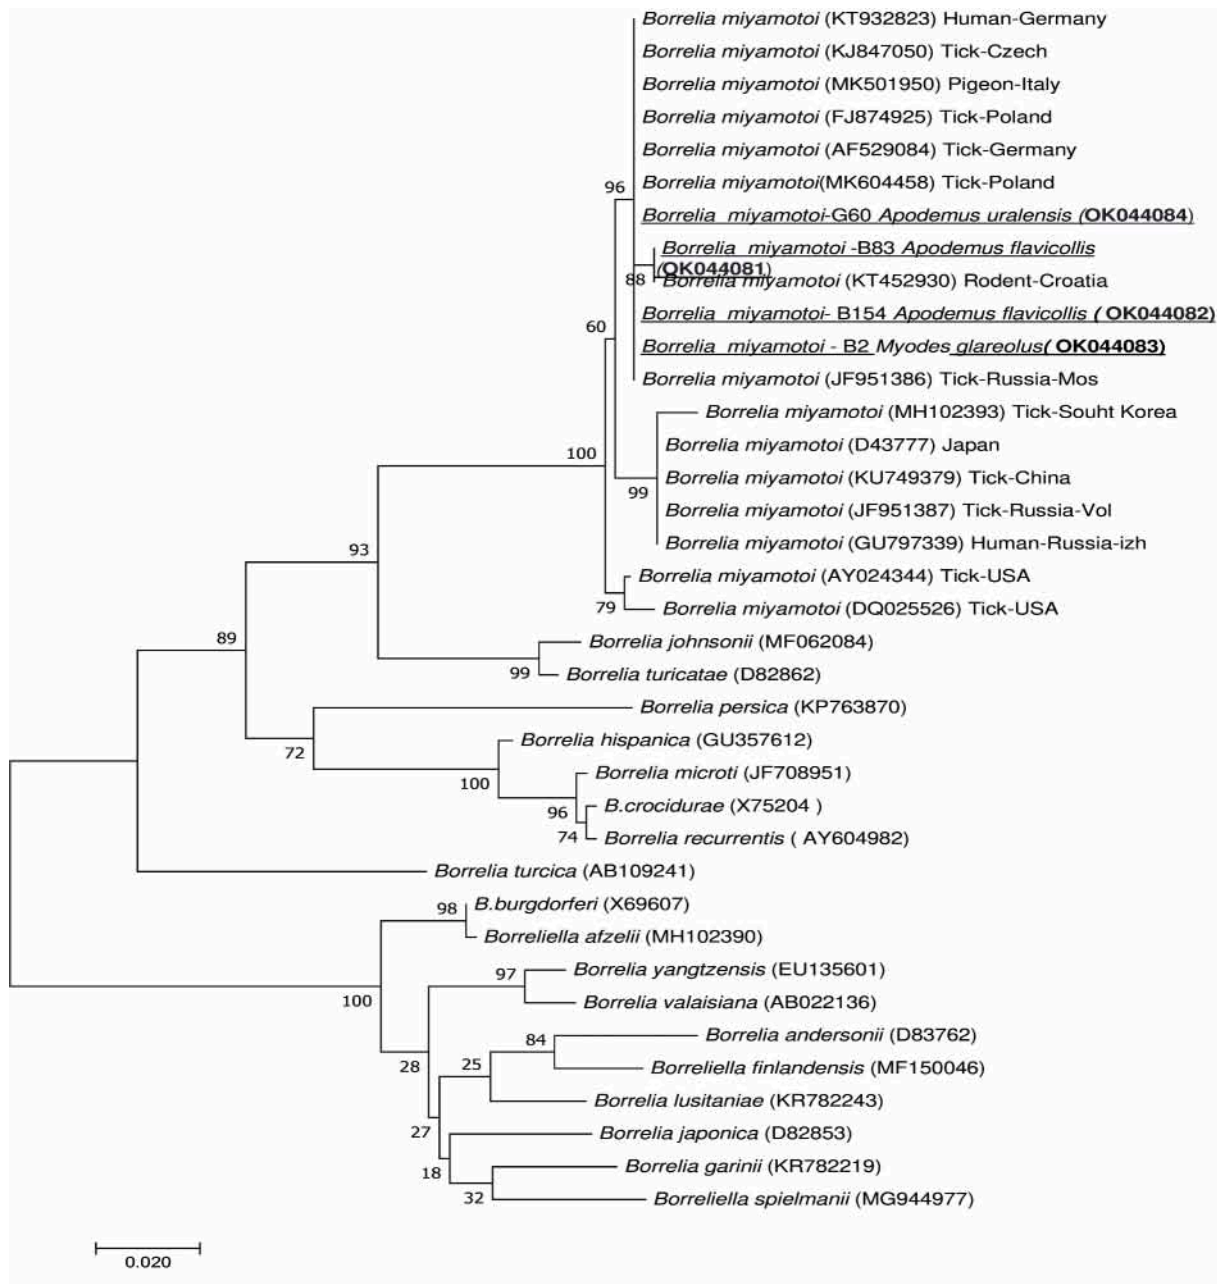 Borrelia miyamotoi (KT932823) Human-Germany
Borrelia miyamotoi (KJ847050) Tick-Czech
Borrelia miyamotoi (MK501950) Pigeon-Italy
Borrelia miyamotoi (FJ874925) Tick-Poland
Borrelia miyamotoi (AF529084) Tick-Germany
96
Borrelia miyamotoi(MK604458) Tick-Poland
Borrelia miyamotoi-G60 Apodemus uralensis (OK044084)
Borrelia miyamotoi -B83 Apodemus flavicollis
(OK044081)
88
Borrelia miyamotoi (KT452930) Rodent-Croatia
Borrelia miyamotoi- B154 Apodemus flavicollis ( OK044082)
60
Borrelia miyamotoi - B2 Myodes glareolus( OK044083)
Borrelia miyamotoi (JF951386) Tick-Russia-Mos
Borrelia miyamotoi (MH102393) Tick-Souht Korea
Borrelia miyamotoi (D43777) Japan
100
Borrelia miyamotoi (KU749379) Tick-China
99
Borrelia miyamotoi (JF951387) Tick-Russia-Vol
Borrelia miyamotoi (GU797339) Human-Russia-izh
93
Borrelia miyamotoi (AY024344) Tick-USA
79
Borrelia miyamotoi (DQ025526) Tick-USA
89
Borrelia johnsonii (MF062084)
99
Borrelia turicatae (D82862)
Borrelia persica (KP763870)
72
Borrelia hispanica (GU357612)
100
Borrelia microti (JF708951)
96
B.crocidurae (X75204 )
74
Borrelia recurrentis ( AY604982)
Borrelia turcica (AB109241)
98
B.burgdorferi (X69607)
Borreliella afzelii (MH102390)
97
Borrelia yangtzensis (EU135601)
100
Borrelia valaisiana (AB022136)
84
Borrelia andersonii (D83762)
28
25
Borreliella finlandensis (MF150046)
Borrelia lusitaniae (KR782243)
27
Borrelia japonica (D82853)
18
Borrelia garinii (KR782219)
32
Borreliella spielmanii (MG944977)
0.020